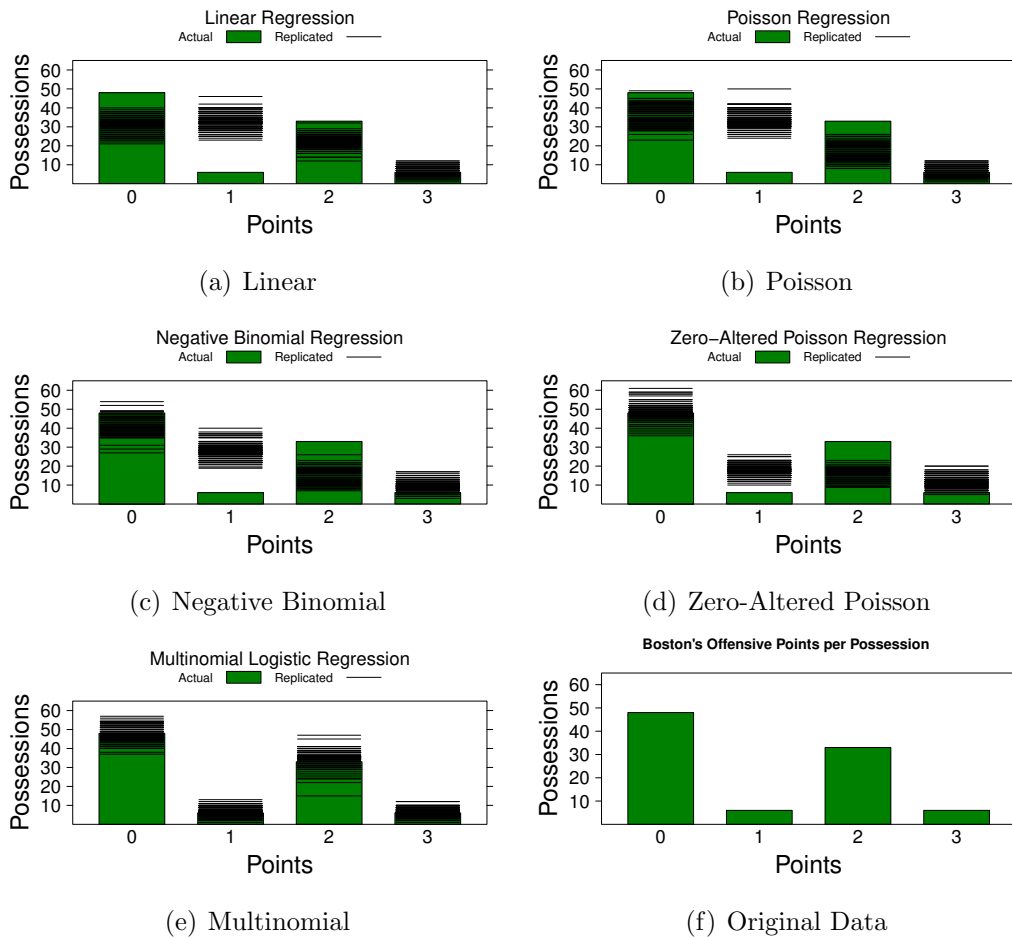 Linear Regression
Actual Replicated
Possessions
60
50
40
30
20
10
0 1 2 3
Points
(a) Linear
Poisson Regression
Actual Replicated
Possessions
60
50
40
30
20
10
0 1 2 3
Points
(b) Poisson
Negative Binomial Regression
Actual Replicated
Possessions
60
50
40
30
20
10
0 1 2 3
Points
(c) Negative Binomial
Zero−Altered Poisson Regression
Actual Replicated
Possessions
60
50
40
30
20
10
0 1 2 3
Points
(d) Zero-Altered Poisson
Multinomial Logistic Regression
Actual Replicated
Possessions
60
50
40
30
20
10
0 1 2 3
Points
(e) Multinomial
Boston's Offensive Points per Possession
Possessions
60
50
40
30
20
10
0 1 2 3
Points
(f) Original Data